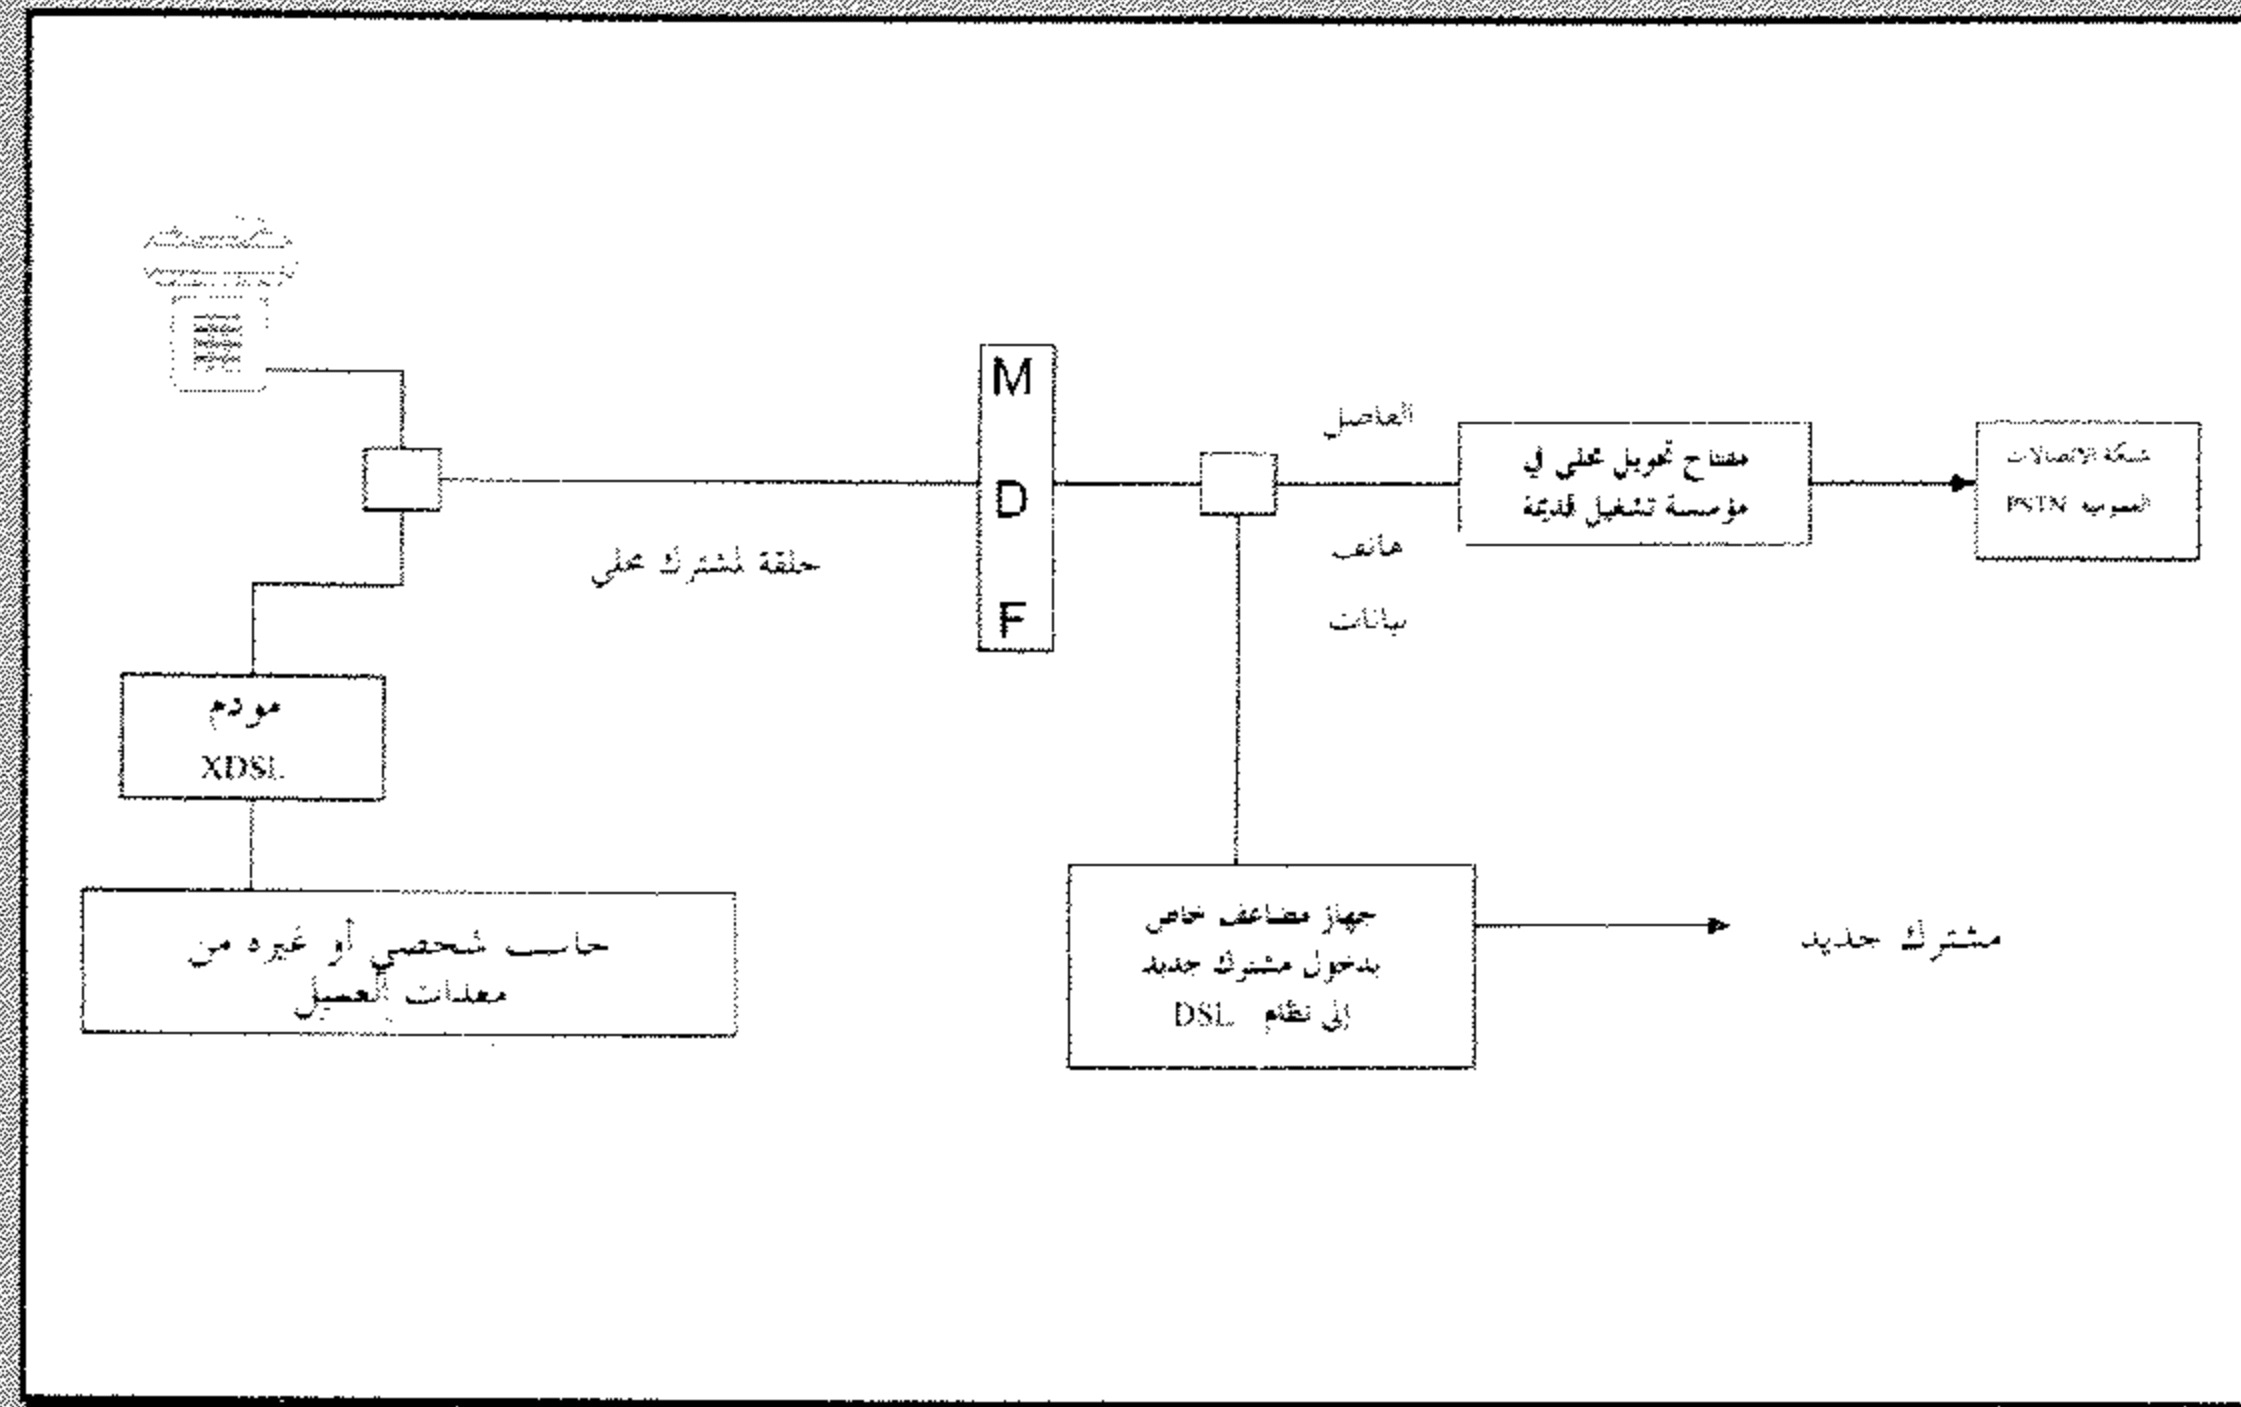 M
D
F
الفاصل
مفتاح تحويل محلي في
مؤسسة تشغيل قديمة
شبكة الاتصالات
العمومية PSTN
حلقة لمشترك محلي
هاتف
بيانات
مودم
XDSL
حاسب شخصي أو غيره من
معدات العميل
جهاز مضاعف خاص
بدخول مشترك جديد
إلى نظام DSL
مشترك جديد